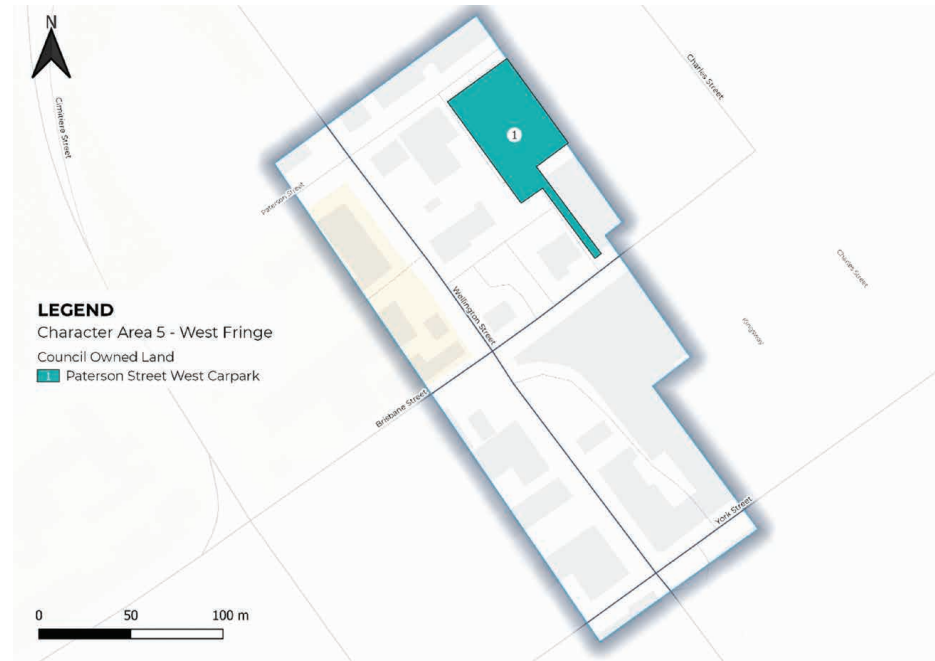 N
Cimitiere Street
Charles Street
1
Paterson Street
Charles Street
Wellington Street
Kingsway
Brisbane Street
York Street
LEGEND
Character Area 5 - West Fringe
Council Owned Land
1 Paterson Street West Carpark
0 50 100 m